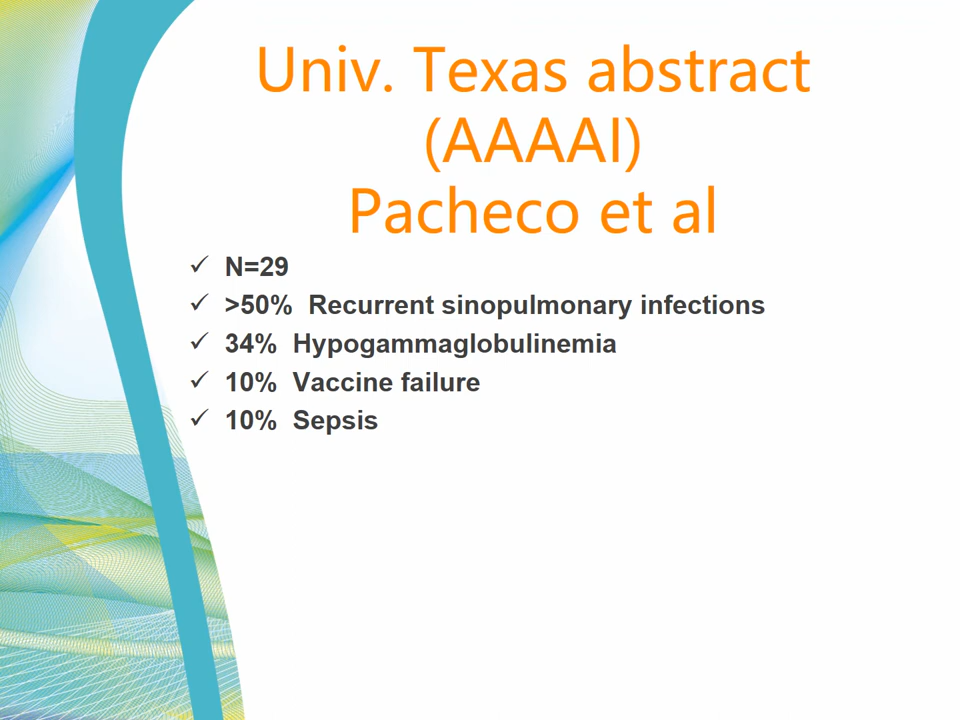 Univ. Texas abstract
(AAAAI)
Pacheco et al
✓ N=29
✓ >50% Recurrent sinopulmonary infections
✓ 34% Hypogammaglobulinemia
✓ 10% Vaccine failure
✓ 10% Sepsis